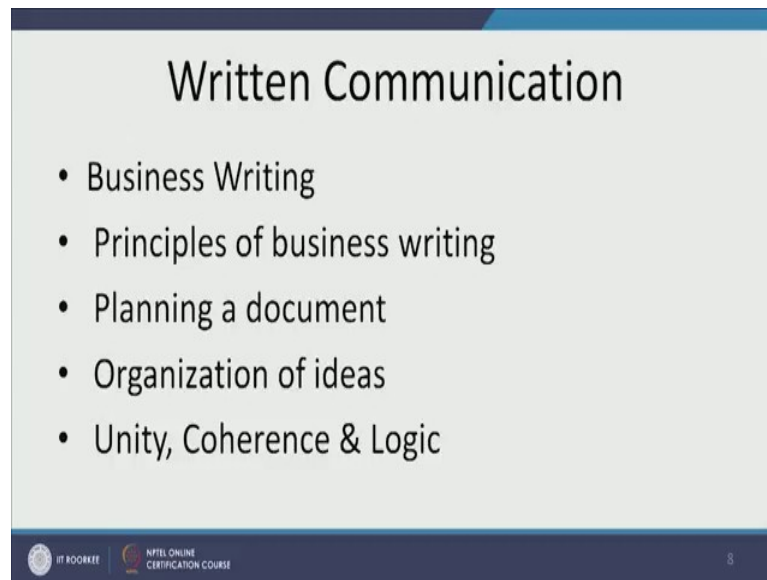 Written Communication
• Business Writing
• Principles of business writing
• Planning a document
• Organization of ideas
• Unity, Coherence & Logic
IIT ROORKEE
NPTEL ONLINE
CERTIFICATION COURSE
8